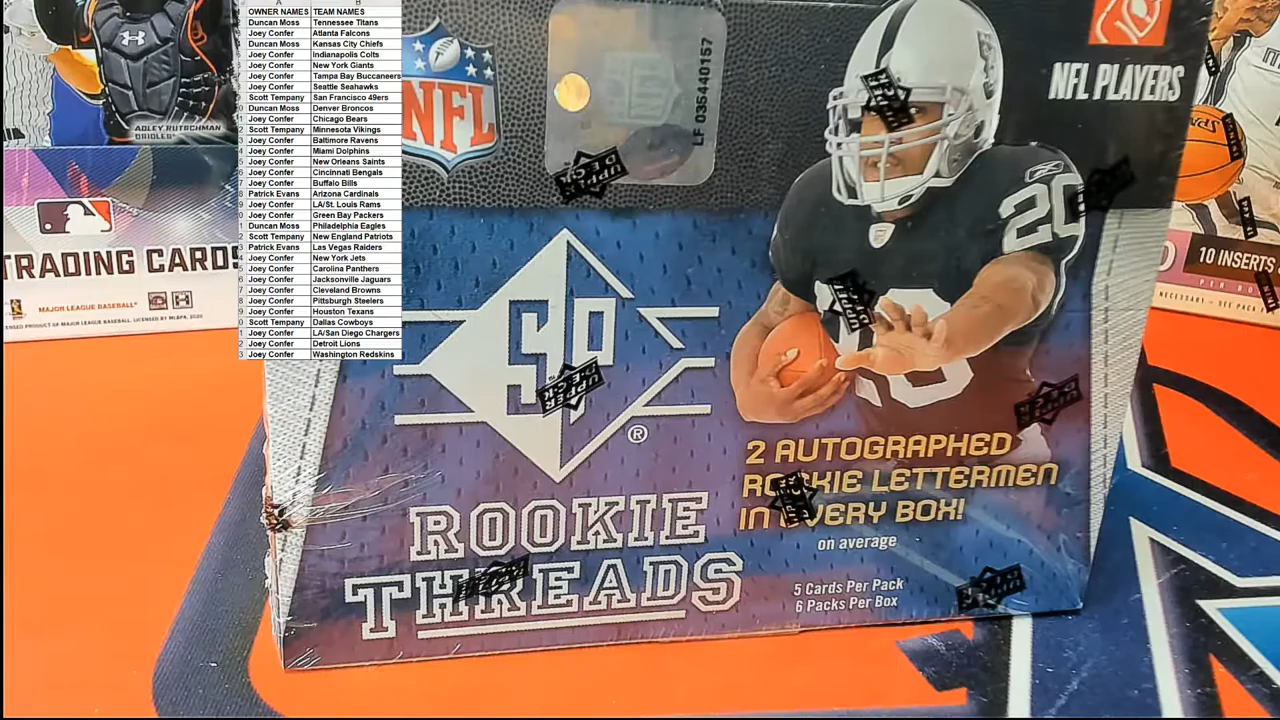 A B
OWNER NAMES TEAM NAMES
Duncan Moss Tennessee Titans
Joey Confer Atlanta Falcons
Duncan Moss Kansas City Chiefs
Joey Confer Indianapolis Colts
Joey Confer New York Giants
Joey Confer Tampa Bay Buccaneers
Joey Confer Seattle Seahawks
Scott Tempany San Francisco 49ers
Duncan Moss Denver Broncos
Joey Confer Chicago Bears
Scott Tempany Minnesota Vikings
Joey Confer Baltimore Ravens
Joey Confer Miami Dolphins
Joey Confer New Orleans Saints
Joey Confer Cincinnati Bengals
Joey Confer Buffalo Bills
Patrick Evans Arizona Cardinals
Joey Confer LA/St. Louis Rams
Joey Confer Green Bay Packers
Duncan Moss Philadelphia Eagles
Scott Tempany New England Patriots
Patrick Evans Las Vegas Raiders
Joey Confer New York Jets
Joey Confer Carolina Panthers
Joey Confer Jacksonville Jaguars
Joey Confer Cleveland Browns
Joey Confer Pittsburgh Steelers
Joey Confer Houston Texans
Scott Tempany Dallas Cowboys
Joey Confer LA/San Diego Chargers
Joey Confer Detroit Lions
Joey Confer Washington Redskins
ADLEY RUTSCHMAN
ORIOLES
TRADING CARDS
MAJOR LEAGUE BASEBALL
NFL
LF 035440157
NFL PLAYERS
20
SP
UPPER DECK
®
ROOKIE
THREADS
2 AUTOGRAPHED
ROOKIE LETTERMEN
IN EVERY BOX!
on average
5 Cards Per Pack
6 Packs Per Box
10 INSERTS
PER BOX
NECESSARY - SEE PACK